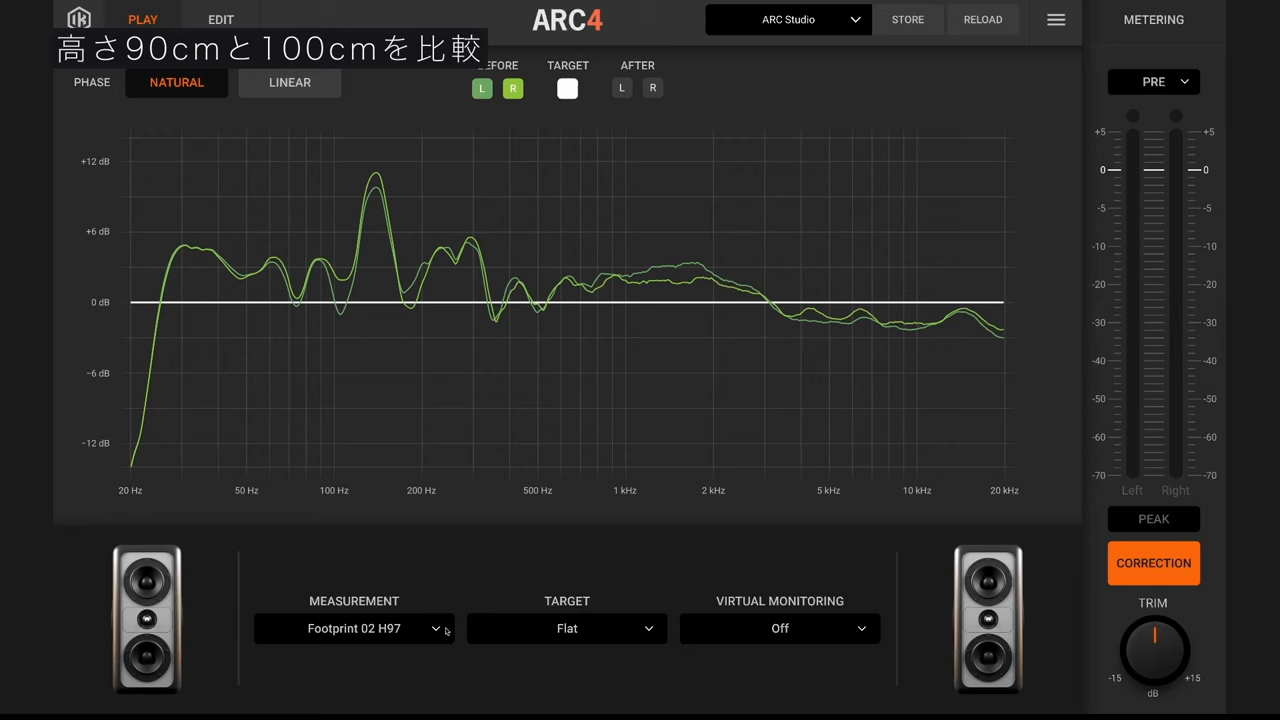 PLAY
EDIT
ARC4
ARC Studio
STORE
RELOAD
METERING
高さ90cmと100cmを比較
PHASE
NATURAL
LINEAR
EFORE
L
R
TARGET
AFTER
L
R
PRE
+12 dB
+6 dB
0 dB
-6 dB
-12 dB
20 Hz
50 Hz
100 Hz
200 Hz
500 Hz
1 kHz
2 kHz
5 kHz
10 kHz
20 kHz
+5
0
-5
-10
-20
-30
-40
-50
-60
-70
+5
0
-5
-10
-20
-30
-40
-50
-60
-70
Left
Right
PEAK
CORRECTION
TRIM
-15
+15
dB
MEASUREMENT
Footprint 02 H97
TARGET
Flat
VIRTUAL MONITORING
Off